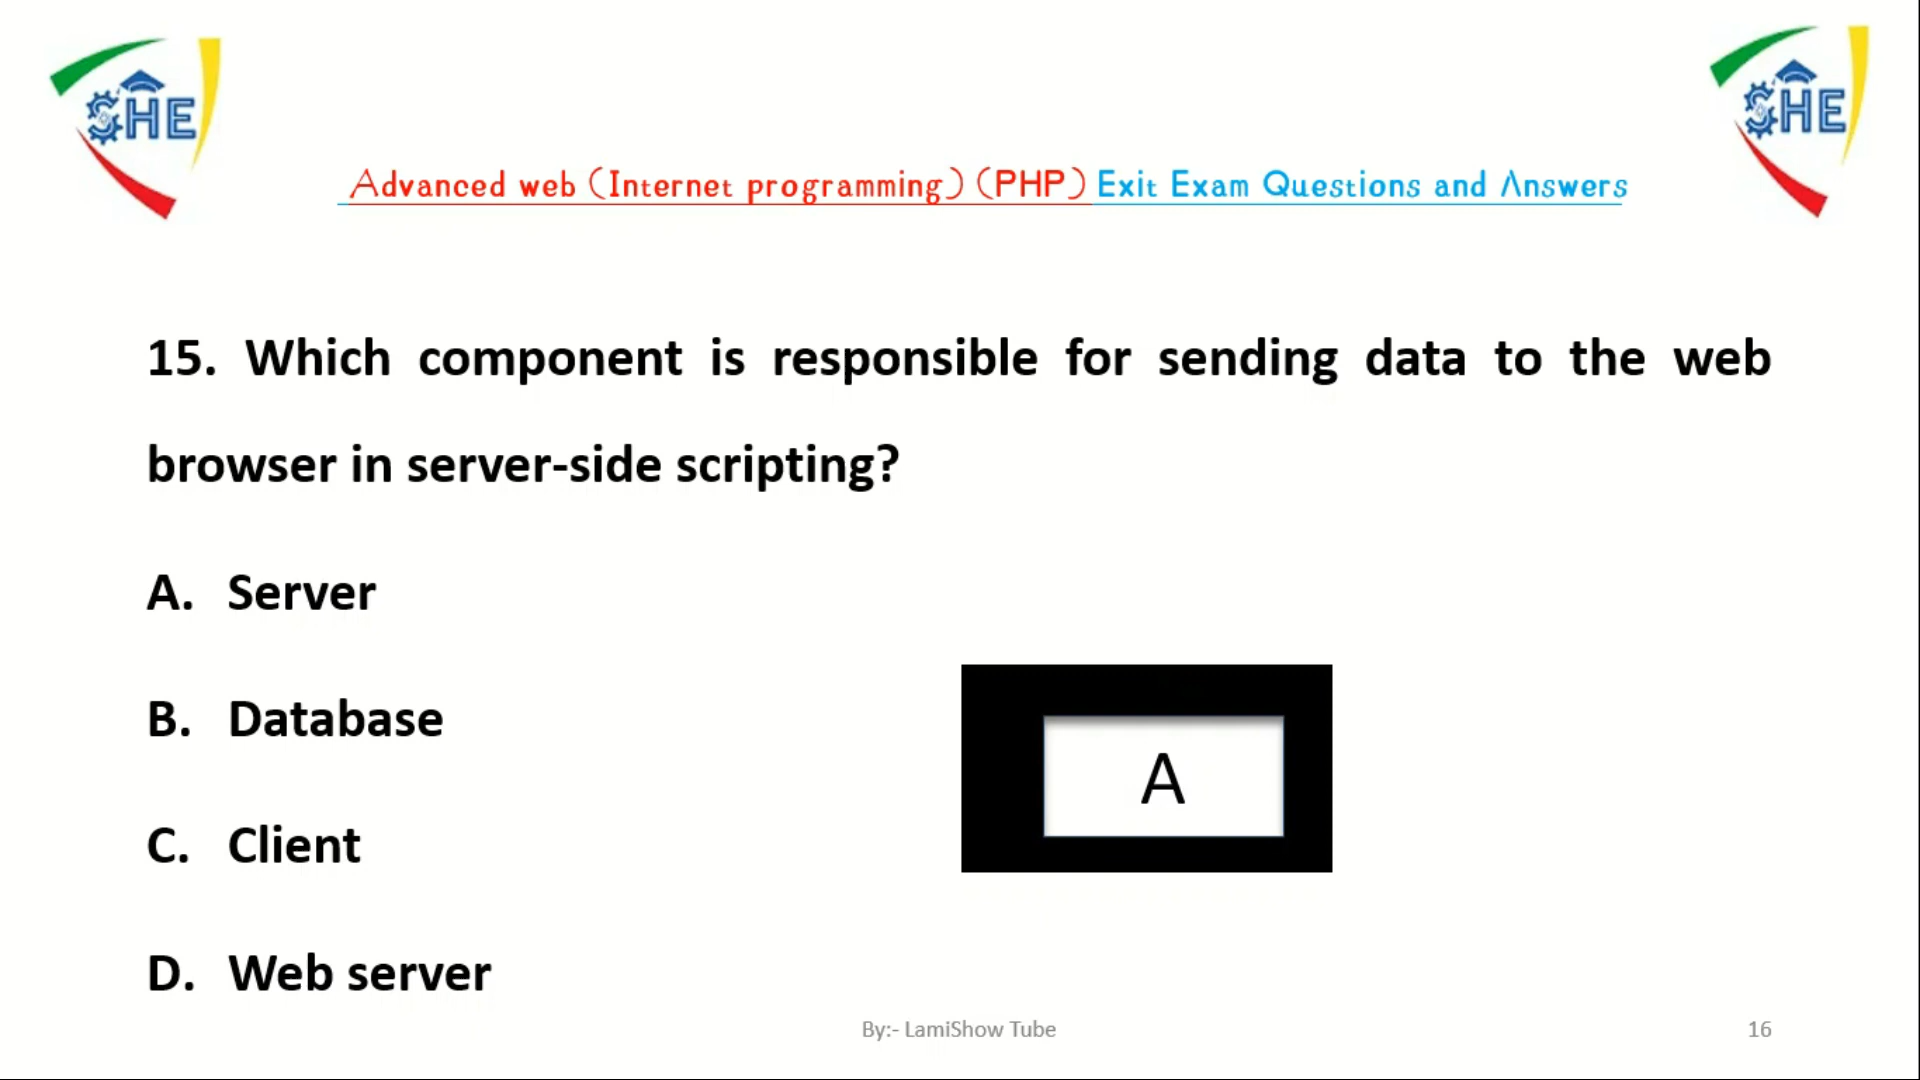 SHE SHE
Advanced web (Internet programming) (PHP) Exit Exam Questions and Answers
15. Which component is responsible for sending data to the web
browser in server-side scripting?
A. Server
B. Database
C. Client
D. Web server
A
By:- LamiShow Tube 16